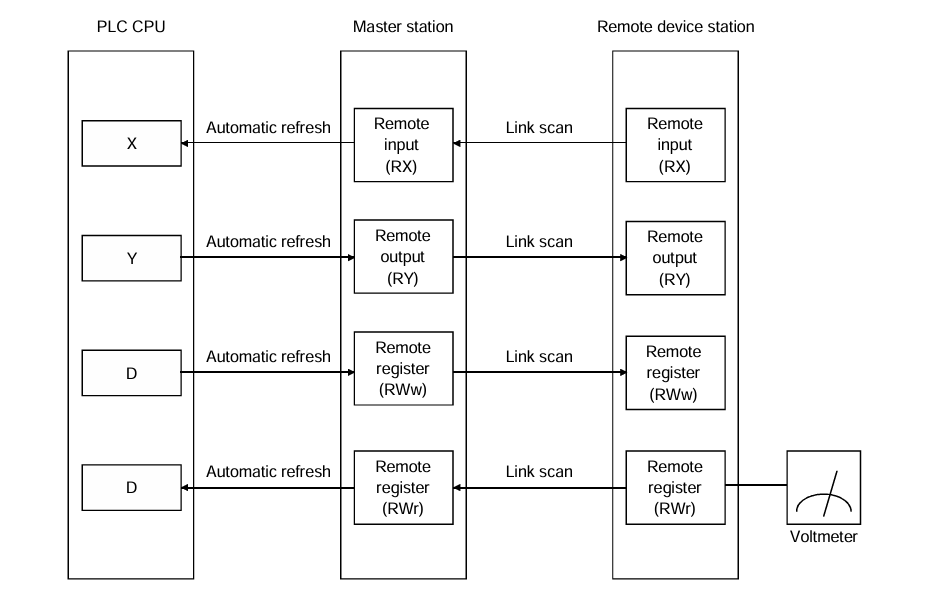 PLC CPU
Master station
Remote device station
X
Automatic refresh
Remote
input
(RX)
Link scan
Remote
input
(RX)
Y
Automatic refresh
Remote
output
(RY)
Link scan
Remote
output
(RY)
D
Automatic refresh
Remote
register
(RWw)
Link scan
Remote
register
(RWw)
D
Automatic refresh
Remote
register
(RWr)
Link scan
Remote
register
(RWr)
Voltmeter